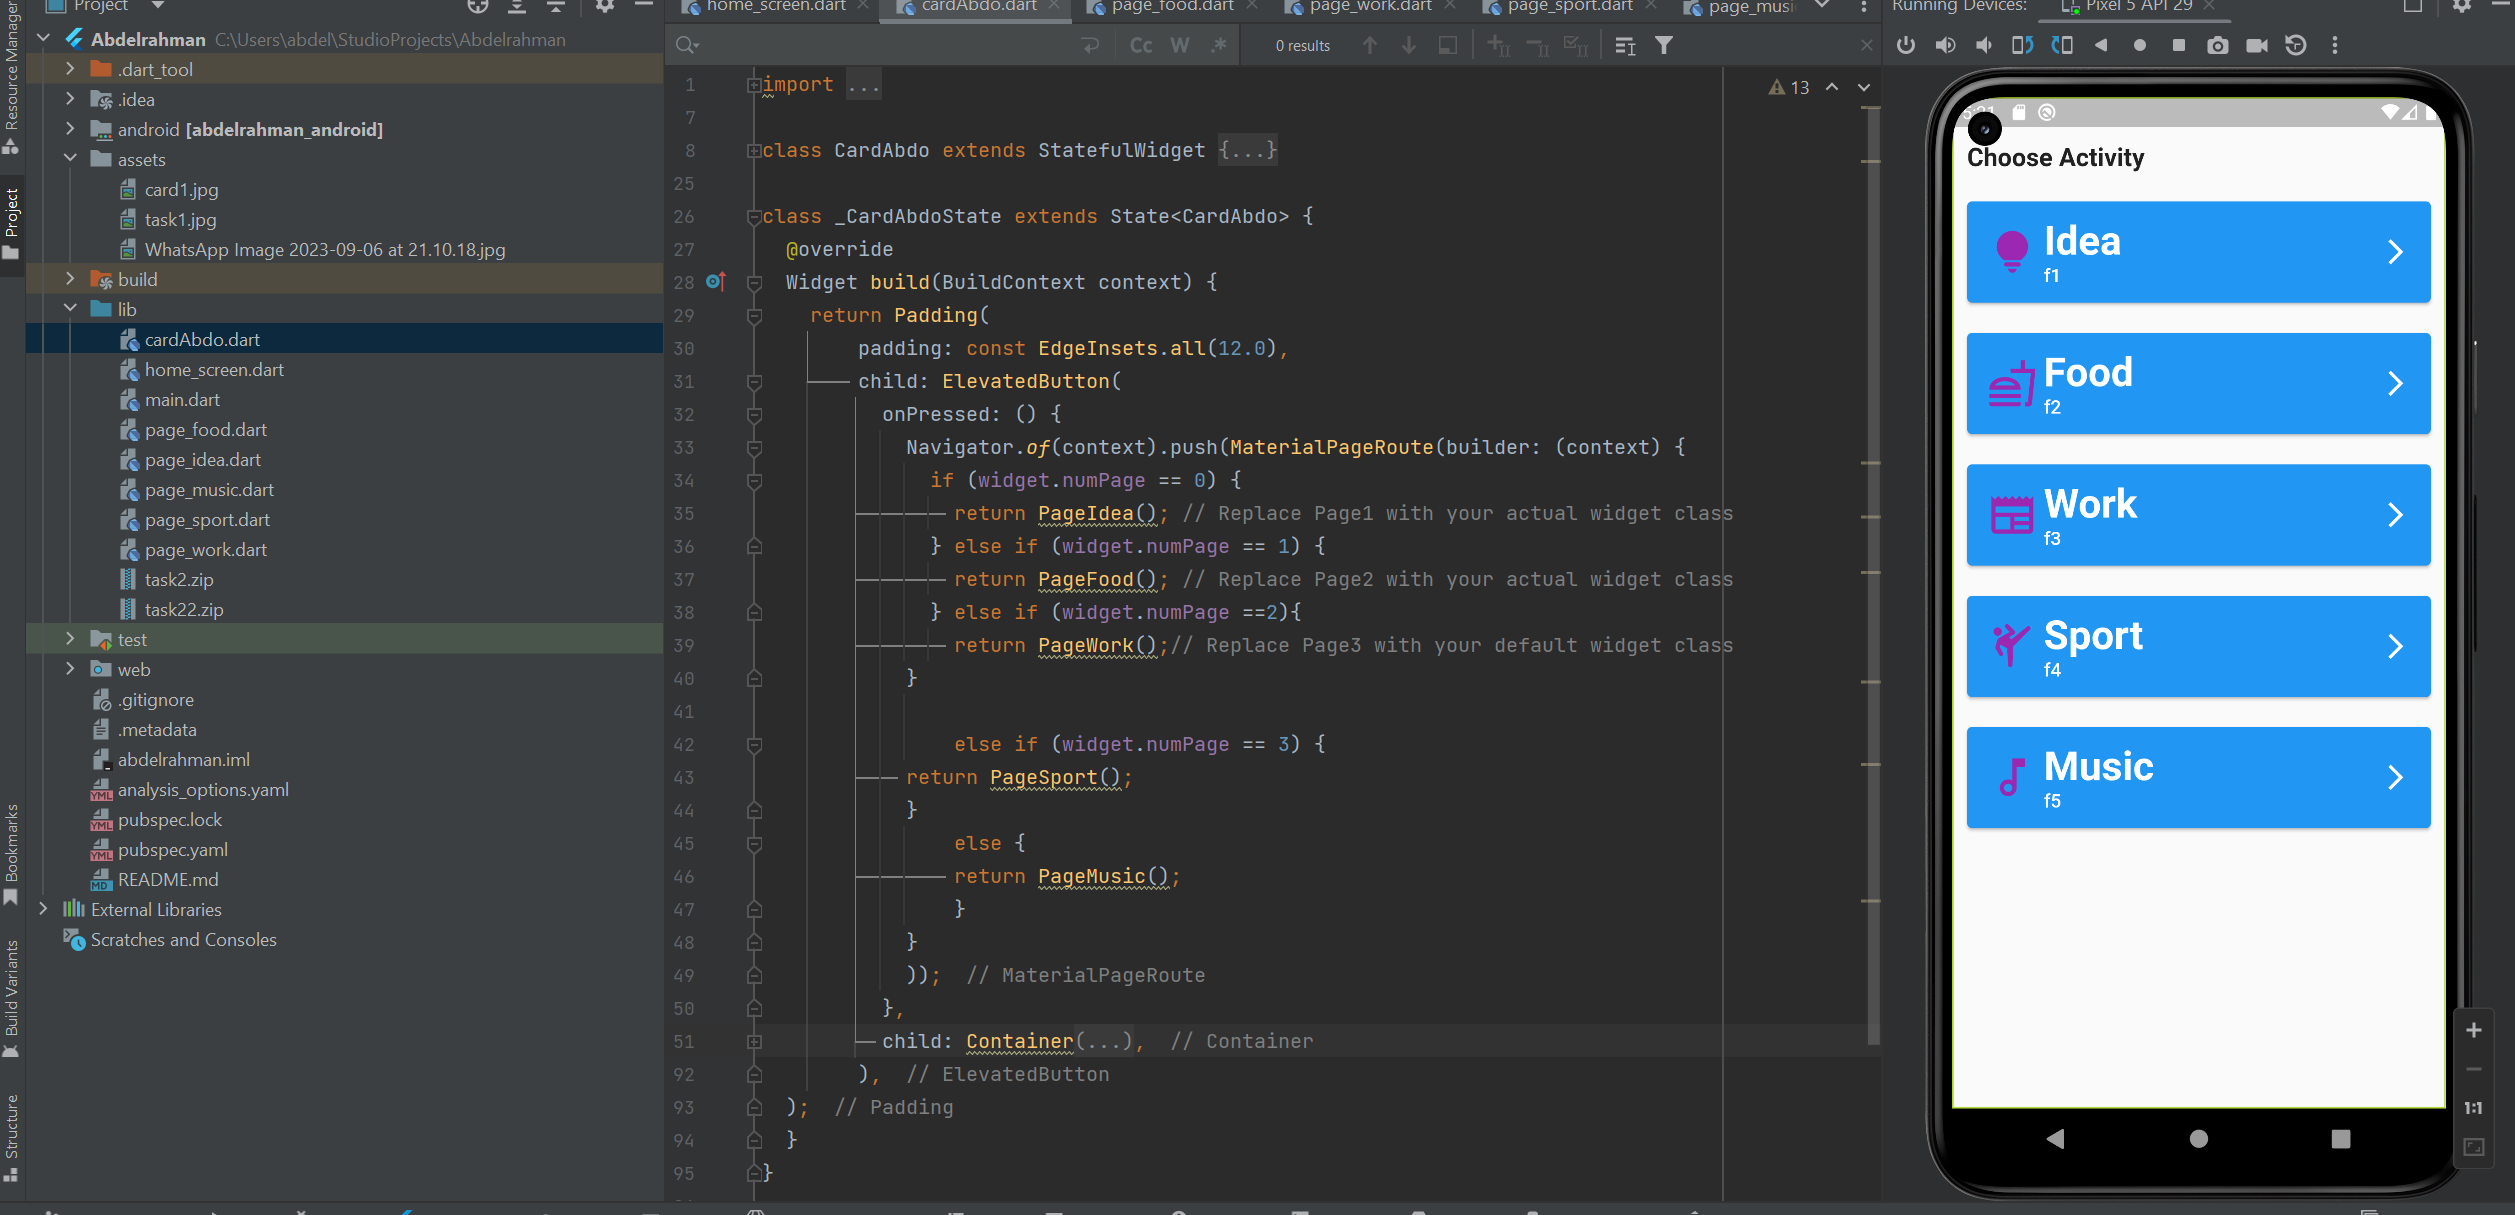 Project
home_screen.dart
cardAbdo.dart
page_food.dart
page_work.dart
page_sport.dart
Running Devices:
Pixel 5 API 29
Resource Manager
Project
Bookmarks
Build Variants
Structure
Abdelrahman C:\Users\abdel\StudioProjects\Abdelrahman
.dart_tool
.idea
android [abdelrahman_android]
assets
card1.jpg
task1.jpg
WhatsApp Image 2023-09-06 at 21.10.18.jpg
build
lib
cardAbdo.dart
home_screen.dart
main.dart
page_food.dart
page_idea.dart
page_music.dart
page_sport.dart
page_work.dart
task2.zip
task22.zip
test
web
.gitignore
.metadata
abdelrahman.iml
analysis_options.yaml
pubspec.lock
pubspec.yaml
README.md
External Libraries
Scratches and Consoles
Cc W .* 0 results
13
1 import ...
7
8 class CardAbdo extends StatefulWidget {...}
25
26 class _CardAbdoState extends State<CardAbdo> {
27 @override
28 Widget build(BuildContext context) {
29 return Padding(
30 padding: const EdgeInsets.all(12.0),
31 child: ElevatedButton(
32 onPressed: () {
33 Navigator.of(context).push(MaterialPageRoute(builder: (context) {
34 if (widget.numPage == 0) {
35 return PageIdea(); // Replace Page1 with your actual widget class
36 } else if (widget.numPage == 1) {
37 return PageFood(); // Replace Page2 with your actual widget class
38 } else if (widget.numPage ==2){
39 return PageWork();// Replace Page3 with your default widget class
40 }
41
42 else if (widget.numPage == 3) {
43 return PageSport();
44 }
45 else {
46 return PageMusic();
47 }
48 }
49 )); // MaterialPageRoute
50 },
51 child: Container(...), // Container
92 ), // ElevatedButton
93 ); // Padding
94 }
95 }
Choose Activity
Idea
f1
Food
f2
Work
f3
Sport
f4
Music
f5
1:1